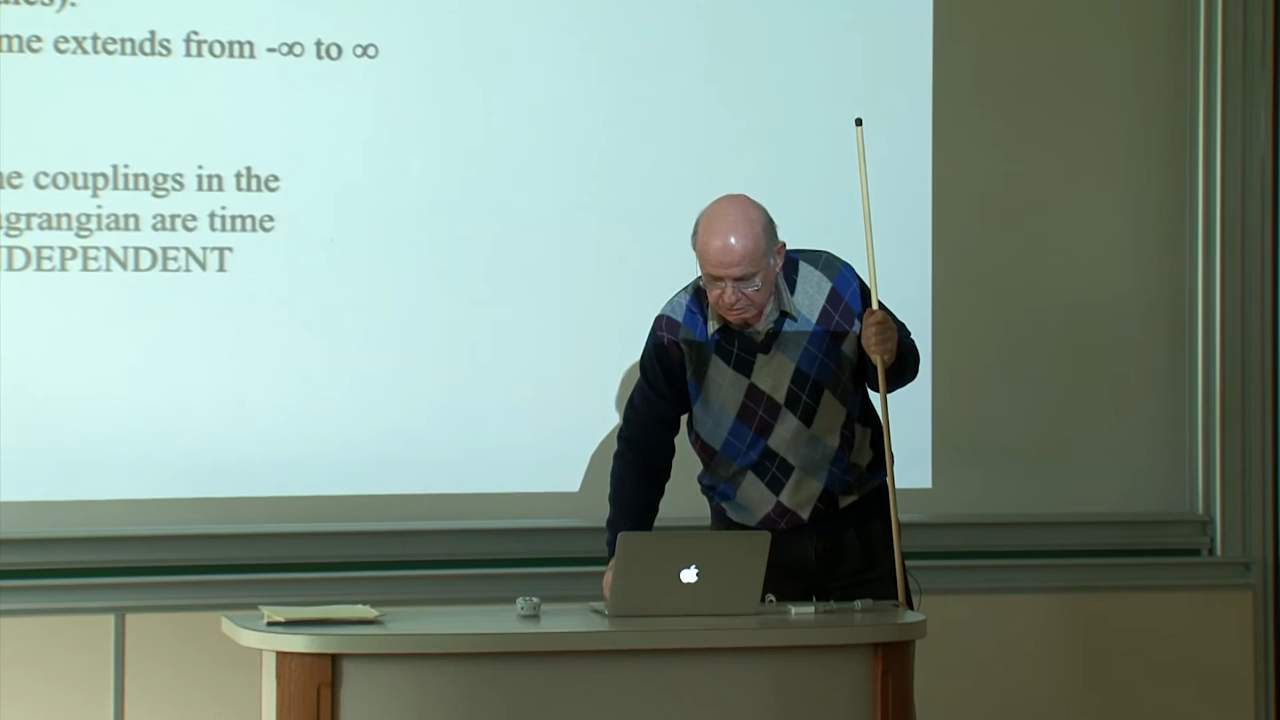 me extends from -∞ to ∞
e couplings in the
grangian are time
DEPENDENT